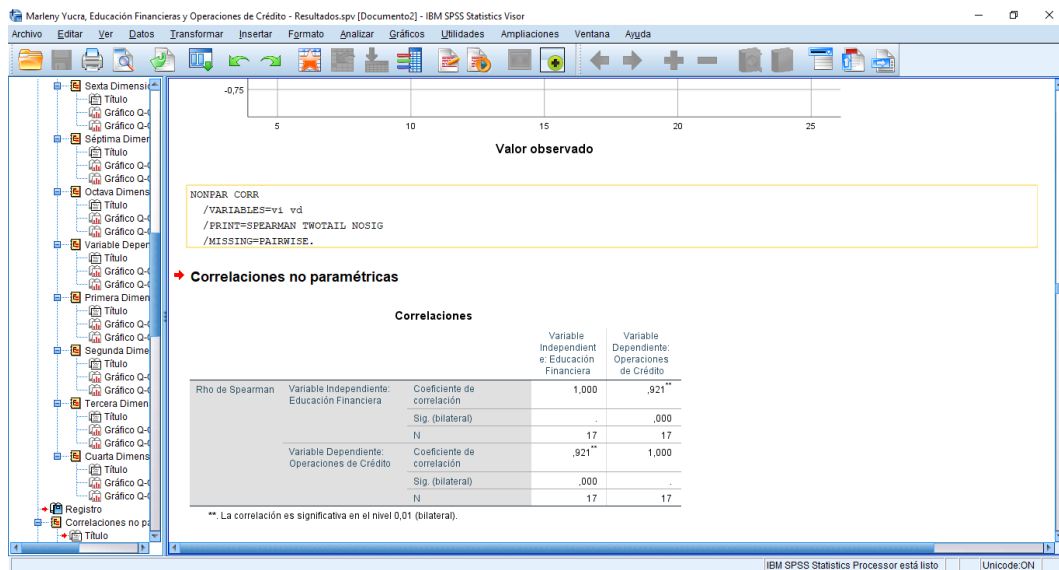 Marleny Yucra, Educación Financieras y Operaciones de Crédito - Resultados.spv [Documento2] - IBM SPSS Statistics Visor
Archivo Editar Ver Datos Transformar Insertar Formato Analizar Gráficos Utilidades Ampliaciones Ventana Ayuda
Sexta Dimensió
Título
Gráfico Q-Q
Gráfico Q-Q
Séptima Dimen
Título
Gráfico Q-Q
Gráfico Q-Q
Octava Dimens
Título
Gráfico Q-Q
Gráfico Q-Q
Variable Depen
Título
Gráfico Q-Q
Gráfico Q-Q
Primera Dimen
Título
Gráfico Q-Q
Gráfico Q-Q
Segunda Dime
Título
Gráfico Q-Q
Gráfico Q-Q
Tercera Dimen
Título
Gráfico Q-Q
Gráfico Q-Q
Cuarta Dimens
Título
Gráfico Q-Q
Gráfico Q-Q
Registro
Correlaciones no pa
Título
-0,75
5 10 15 20 25
Valor observado
NONPAR CORR
/VARIABLES=vi vd
/PRINT=SPEARMAN TWOTAIL NOSIG
/MISSING=PAIRWISE.
Correlaciones no paramétricas
Correlaciones
Variable Independient e: Educación Financiera
Variable Dependiente: Operaciones de Crédito
Rho de Spearman
Variable Independiente: Educación Financiera
Coeficiente de correlación 1,000 ,921**
Sig. (bilateral) . ,000
N 17 17
Variable Dependiente: Operaciones de Crédito
Coeficiente de correlación ,921** 1,000
Sig. (bilateral) ,000 .
N 17 17
**. La correlación es significativa en el nivel 0,01 (bilateral).
IBM SPSS Statistics Processor está listo
Unicode:ON